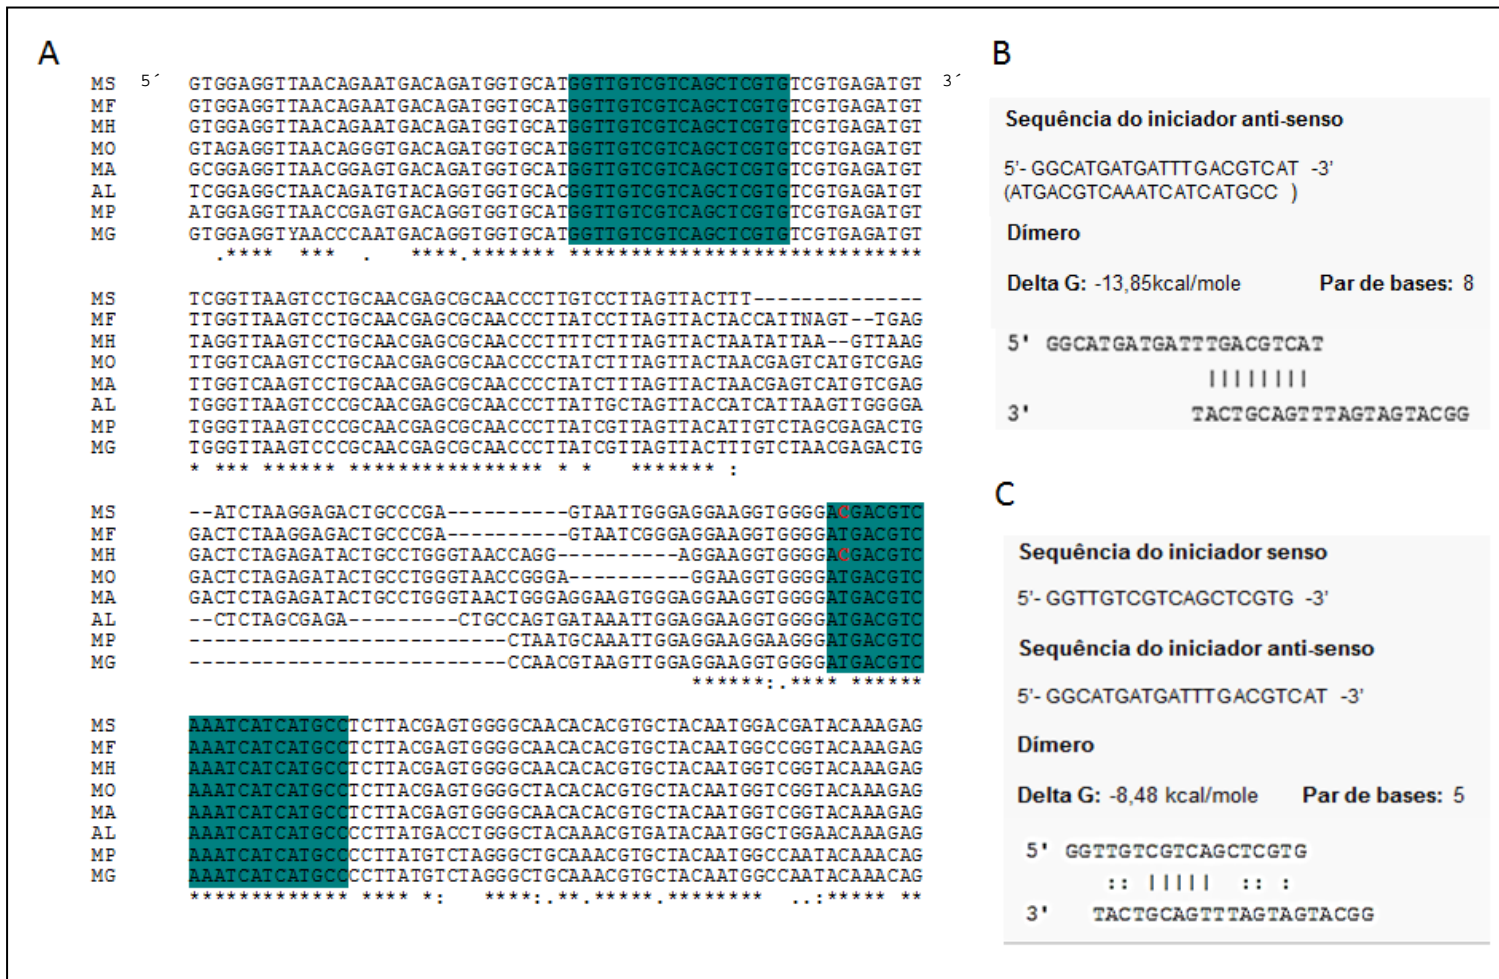 A
MS 5´ GTGGAGGTTAACAGAATGACAGATGGTGCATGGTTGTCGTCAGCTCGTGTCGTGAGATGT 3´
MF GTGGAGGTTAACAGAATGACAGATGGTGCATGGTTGTCGTCAGCTCGTGTCGTGAGATGT
MH GTGGAGGTTAACAGAATGACAGATGGTGCATGGTTGTCGTCAGCTCGTGTCGTGAGATGT
MO GTAGAGGTTAACAGGGTGACAGATGGTGCATGGTTGTCGTCAGCTCGTGTCGTGAGATGT
MA GCGGAGGTTAACGGAGTGACAGATGGTGCATGGTTGTCGTCAGCTCGTGTCGTGAGATGT
AL TCGGAGGCTAACAGATGTACAGGTGGTGCACGGTTGTCGTCAGCTCGTGTCGTGAGATGT
MP ATGGAGGTTAACCGAGTGACAGGTGGTGCATGGTTGTCGTCAGCTCGTGTCGTGAGATGT
MG GTGGAGGTYAACCCAATGACAGGTGGTGCATGGTTGTCGTCAGCTCGTGTCGTGAGATGT
.**** *** . ****.******* *****************************
MS TCGGTTAAGTCCTGCAACGAGCGCAACCCTTGTCCTTAGTTACTTT--------------
MF TTGGTTAAGTCCTGCAACGAGCGCAACCCTTATCCTTAGTTACTACCATTNAGT--TGAG
MH TAGGTTAAGTCCTGCAACGAGCGCAACCCTTTTCTTTAGTTACTAATATTAA--GTTAAG
MO TTGGTCAAGTCCTGCAACGAGCGCAACCCCTATCTTTAGTTACTAACGAGTCATGTCGAG
MA TTGGTCAAGTCCTGCAACGAGCGCAACCCCTATCTTTAGTTACTAACGAGTCATGTCGAG
AL TGGGTTAAGTCCCGCAACGAGCGCAACCCTTATTGCTAGTTACCATCATTAAGTTGGGGA
MP TGGGTTAAGTCCCGCAACGAGCGCAACCCTTATCGTTAGTTACATTGTCTAGCGAGACTG
MG TGGGTTAAGTCCCGCAACGAGCGCAACCCTTATCGTTAGTTACTTTGTCTAACGAGACTG
* *** ****** **************** * * ******* :
MS --ATCTAAGGAGACTGCCCGA----------GTAATTGGGAGGAAGGTGGGGACGACGTC
MF GACTCTAAGGAGACTGCCCGA----------GTAATCGGGAGGAAGGTGGGGATGACGTC
MH GACTCTAGAGATACTGCCTGGGTAACCAGG----------AGGAAGGTGGGGACGACGTC
MO GACTCTAGAGATACTGCCTGGGTAACCGGGA----------GGAAGGTGGGGATGACGTC
MA GACTCTAGAGATACTGCCTGGGTAACTGGGAGGAAGTGGGAGGAAGGTGGGGATGACGTC
AL --CTCTAGCGAGA---------CTGCCAGTGATAAATTGGAGGAAGGTGGGGATGACGTC
MP --------------------------CTAATGCAAATTGGAGGAAGGAAGGGATGACGTC
MG --------------------------CCAACGTAAGTTGGAGGAAGGTGGGGATGACGTC
******:.**** ******
MS AAATCATCATGCCTCTTACGAGTGGGGCAACACACGTGCTACAATGGACGATACAAAGAG
MF AAATCATCATGCCTCTTACGAGTGGGGCAACACACGTGCTACAATGGCCGGTACAAAGAG
MH AAATCATCATGCCTCTTACGAGTGGGGCAACACACGTGCTACAATGGTCGGTACAAAGAG
MO AAATCATCATGCCTCTTACGAGTGGGGCTACACACGTGCTACAATGGTCGGTACAAAGAG
MA AAATCATCATGCCTCTTACGAGTGGGGCAACACACGTGCTACAATGGTCGGTACAAAGAG
AL AAATCATCATGCCCCTTATGACCTGGGCTACAAACGTGATACAATGGCTGGAACAAAGAG
MP AAATCATCATGCCCCTTATGTCTAGGGCTGCAAACGTGCTACAATGGCCAATACAAACAG
MG AAATCATCATGCCCCTTATGTCTAGGGCTGCAAACGTGCTACAATGGCCAATACAAACAG
************* **** *: ****:.**.*****.******** ..:***** **
B
Sequência do iniciador anti-senso
5'- GGCATGATGATTTGACGTCAT -3'
(ATGACGTCAAATCATCATGCC )
Dímero
Delta G: -13,85kcal/mole Par de bases: 8
5' GGCATGATGATTTGACGTCAT
||||||||
3' TACTGCAGTTTAGTAGTACGG
C
Sequência do iniciador senso
5'- GGTTGTCGTCAGCTCGTG -3'
Sequência do iniciador anti-senso
5'- GGCATGATGATTTGACGTCAT -3'
Dímero
Delta G: -8,48 kcal/mole Par de bases: 5
5' GGTTGTCGTCAGCTCGTG
:: ||||| :: :
3' TACTGCAGTTTAGTAGTACGG